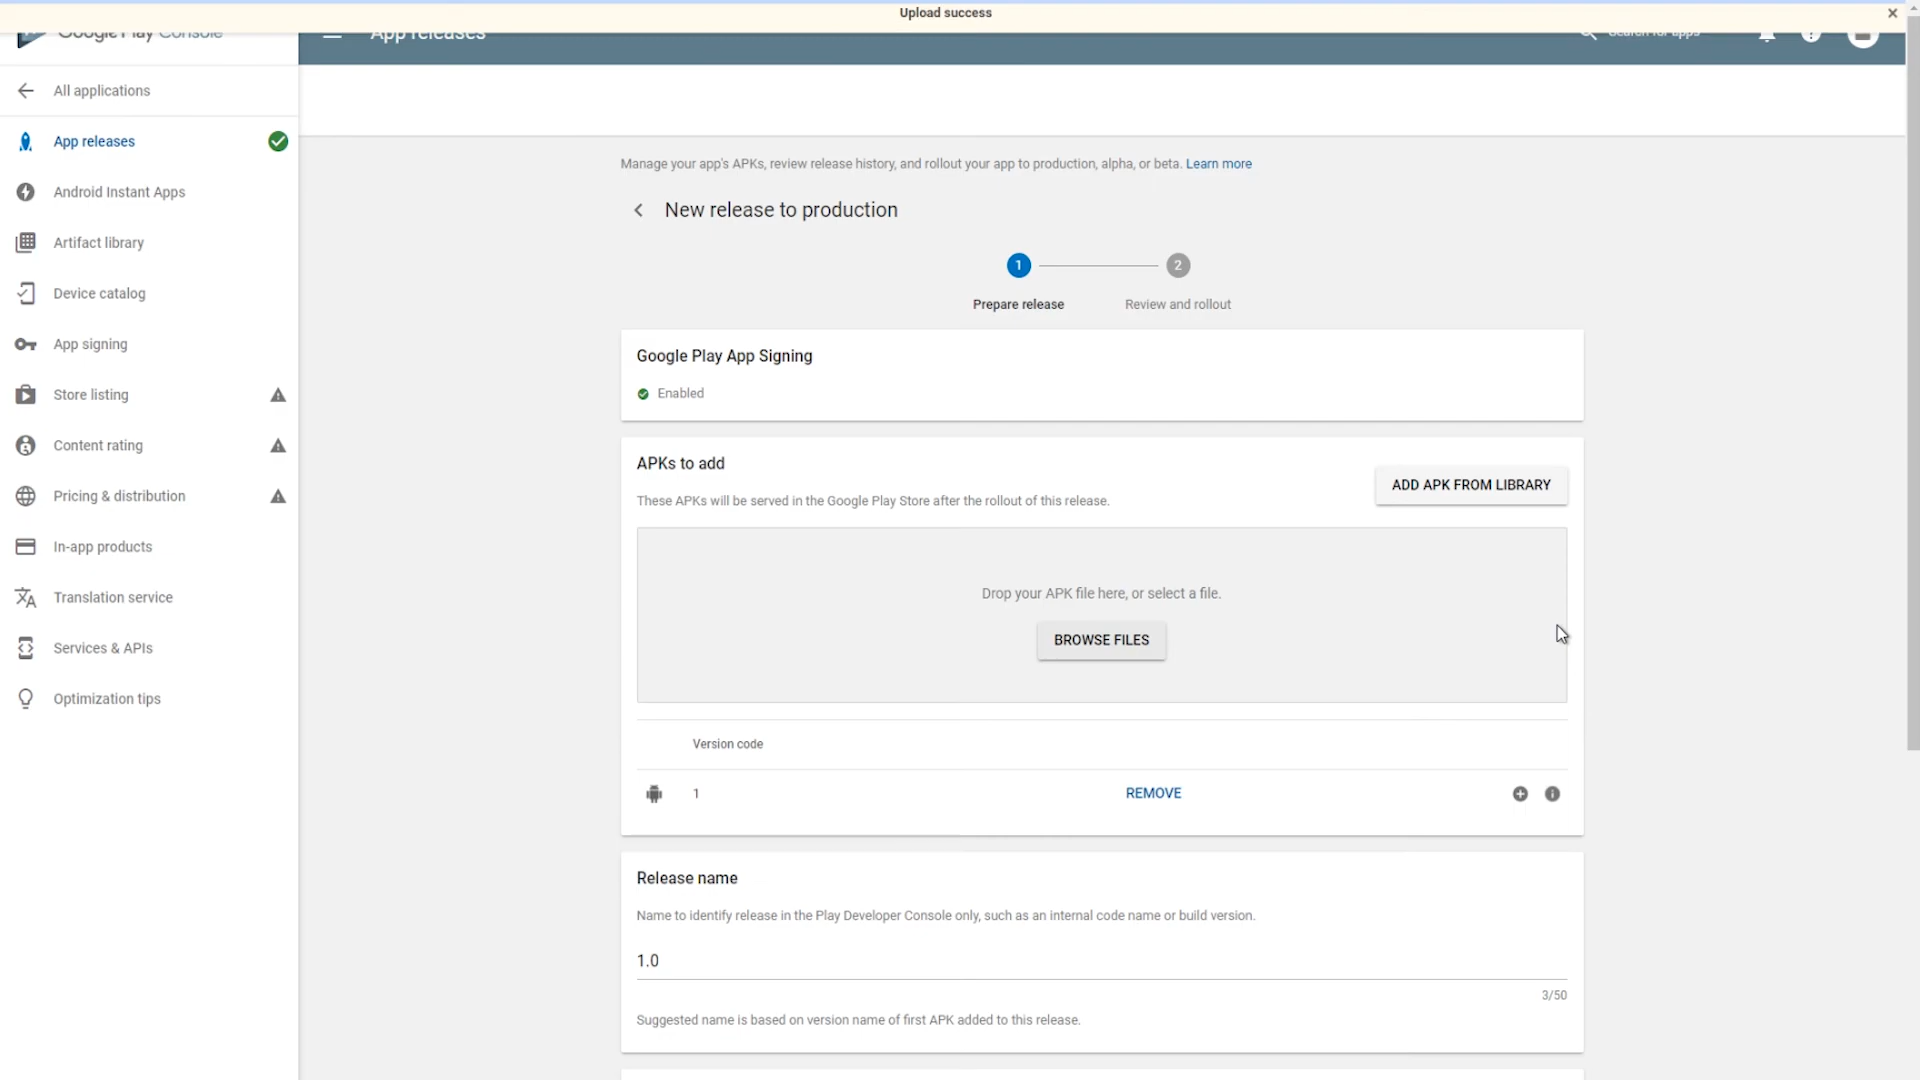 Upload success
Google Play Console
App releases
Search for apps
All applications
App releases
Android Instant Apps
Artifact library
Device catalog
App signing
Store listing
Content rating
Pricing & distribution
In-app products
Translation service
Services & APIs
Optimization tips
Manage your app's APKs, review release history, and rollout your app to production, alpha, or beta. Learn more
New release to production
1
2
Prepare release
Review and rollout
Google Play App Signing
Enabled
APKs to add
These APKs will be served in the Google Play Store after the rollout of this release.
ADD APK FROM LIBRARY
Drop your APK file here, or select a file.
BROWSE FILES
Version code
1
REMOVE
Release name
Name to identify release in the Play Developer Console only, such as an internal code name or build version.
1.0
3/50
Suggested name is based on version name of first APK added to this release.